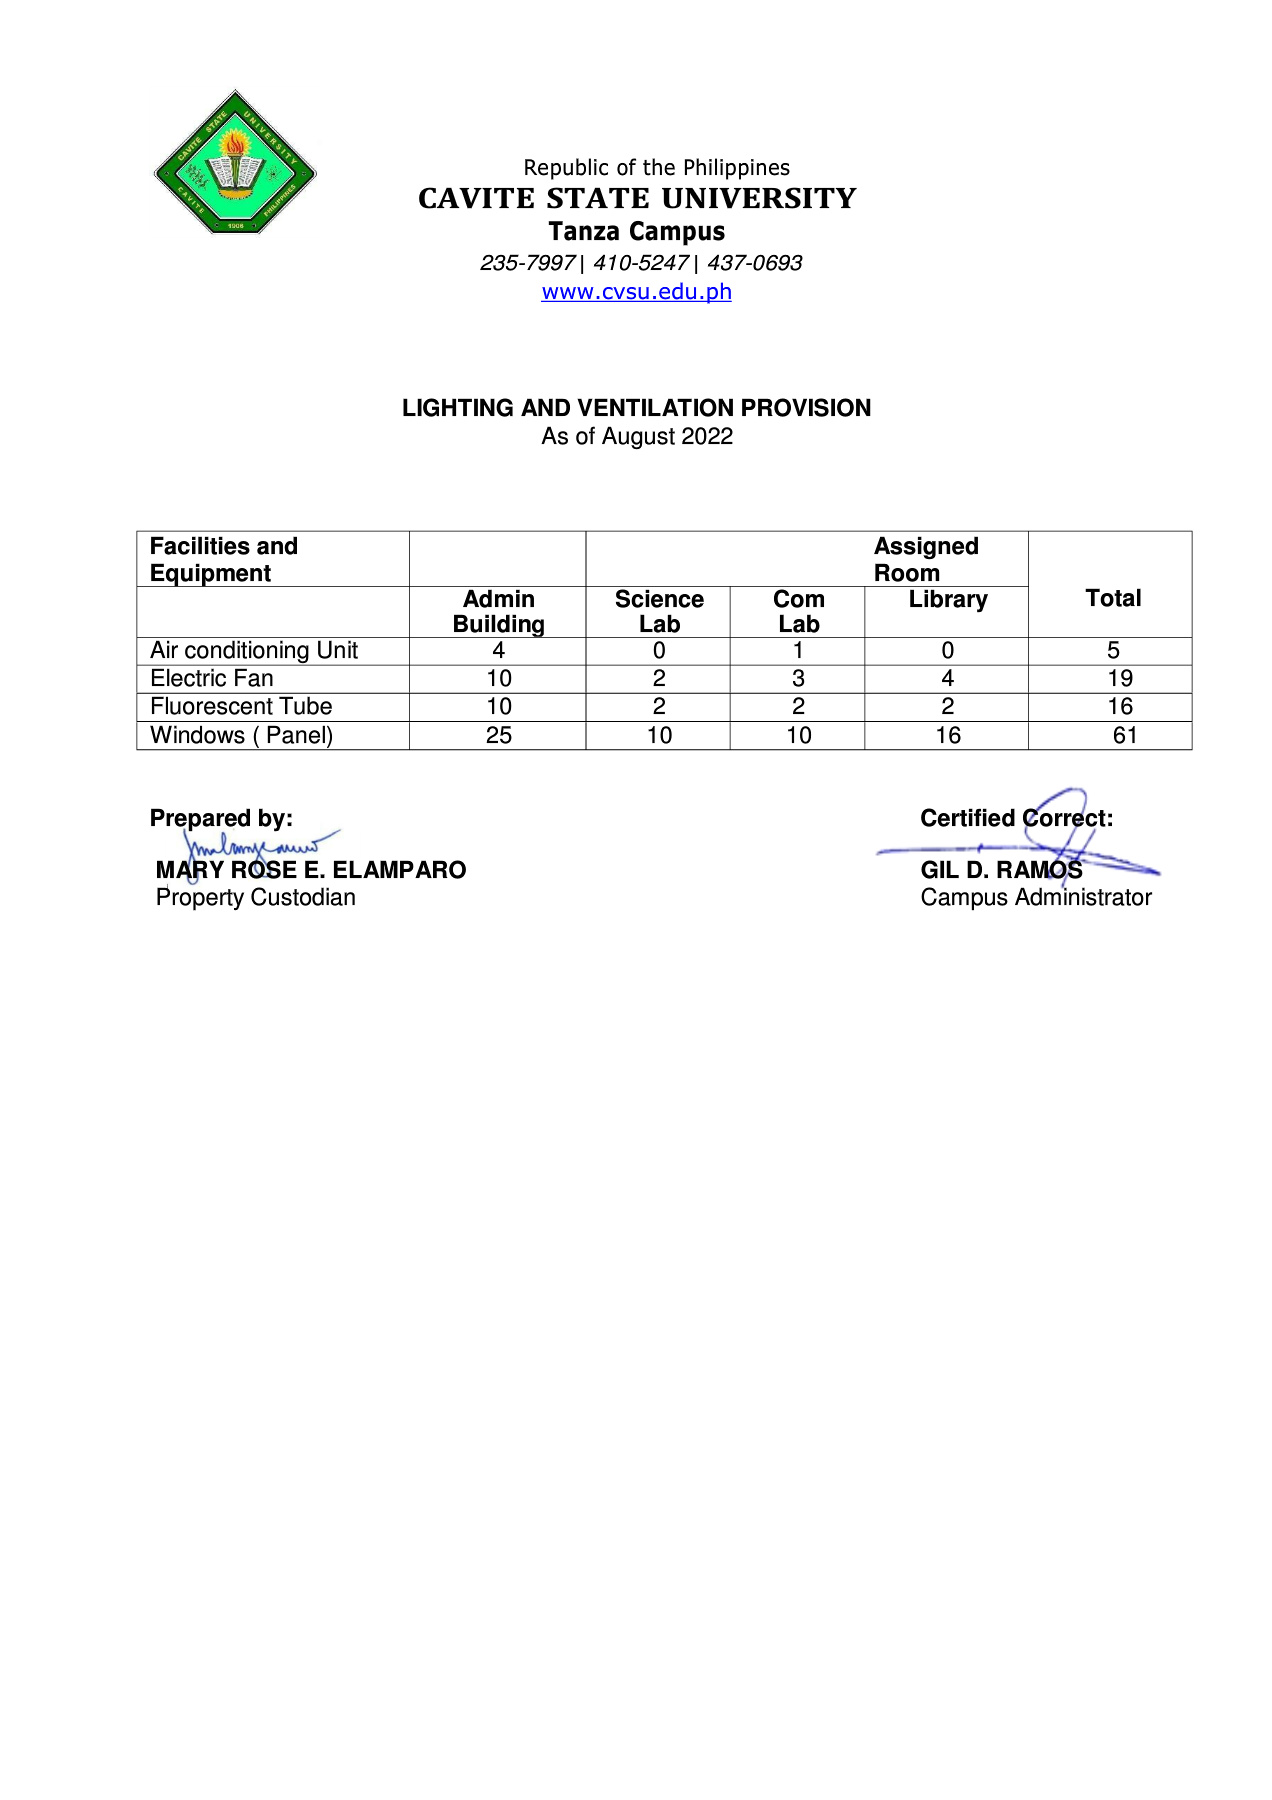 CAVITE STATE UNIVERSITY
CAVITE PHILIPPINES
1906
Republic of the Philippines
CAVITE STATE UNIVERSITY
Tanza Campus
235-7997| 410-5247| 437-0693
www.cvsu.edu.ph
LIGHTING AND VENTILATION PROVISION
As of August 2022
Facilities and Equipment Assigned Room Total
Admin Building Science Lab Com Lab Library
Air conditioning Unit 4 0 1 0 5
Electric Fan 10 2 3 4 19
Fluorescent Tube 10 2 2 2 16
Windows ( Panel) 25 10 10 16 61
Prepared by: Certified Correct:
MARY ROSE E. ELAMPARO GIL D. RAMOS
Property Custodian Campus Administrator